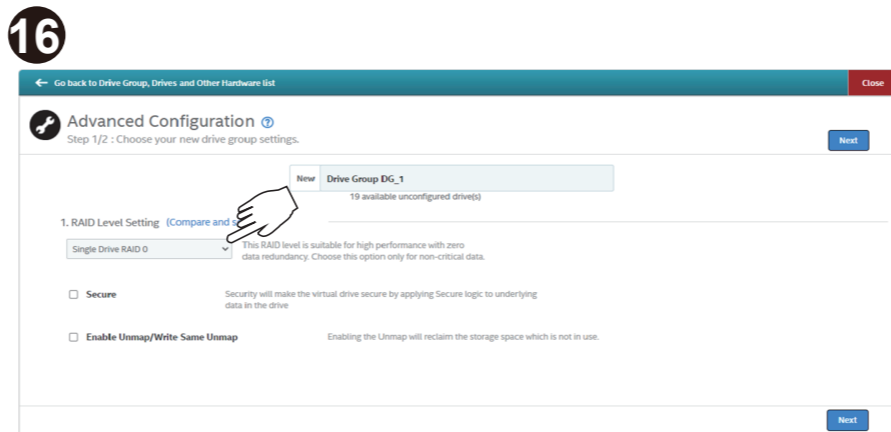 16
← Go back to Drive Group, Drives and Other Hardware list
Close
Advanced Configuration ?
Step 1/2 : Choose your new drive group settings.
Next
New Drive Group DG_1
19 available unconfigured drive(s)
1. RAID Level Setting (Compare and
Single Drive RAID 0
This RAID level is suitable for high performance with zero
data redundancy. Choose this option only for non-critical data.
Secure
Security will make the virtual drive secure by applying Secure logic to underlying
data in the drive
Enable Unmap/Write Same Unmap
Enabling the Unmap will reclaim the storage space which is not in use.
Next